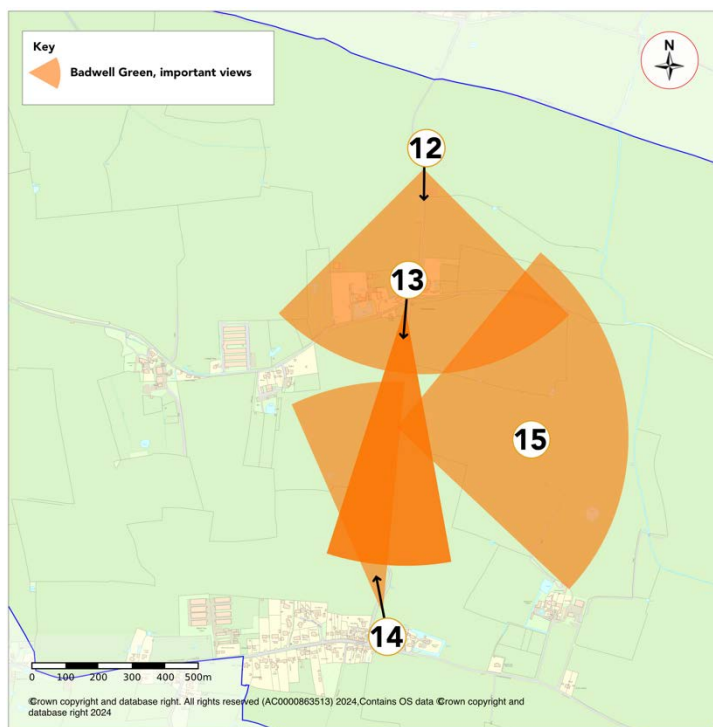 Key
Badwell Green, important views
N
12
13
15
14
0 100 200 300 400 500m
©rown copyright and database right. All rights reserved (AC0000863513) 2024,Contains OS data ©rown copyright and
database right 2024